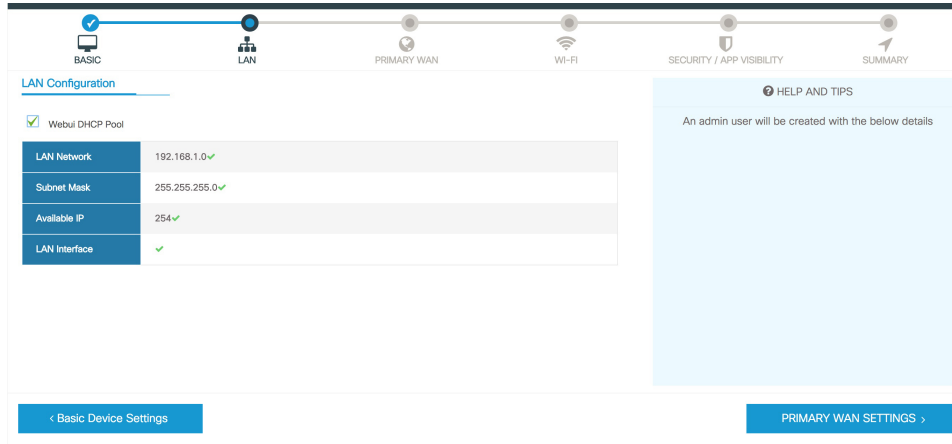 BASIC
LAN
PRIMARY WAN
WI-FI
SECURITY / APP VISIBILITY
SUMMARY
LAN Configuration
Webui DHCP Pool
LAN Network 192.168.1.0
Subnet Mask 255.255.255.0
Available IP 254
LAN Interface
HELP AND TIPS
An admin user will be created with the below details
< Basic Device Settings
PRIMARY WAN SETTINGS >